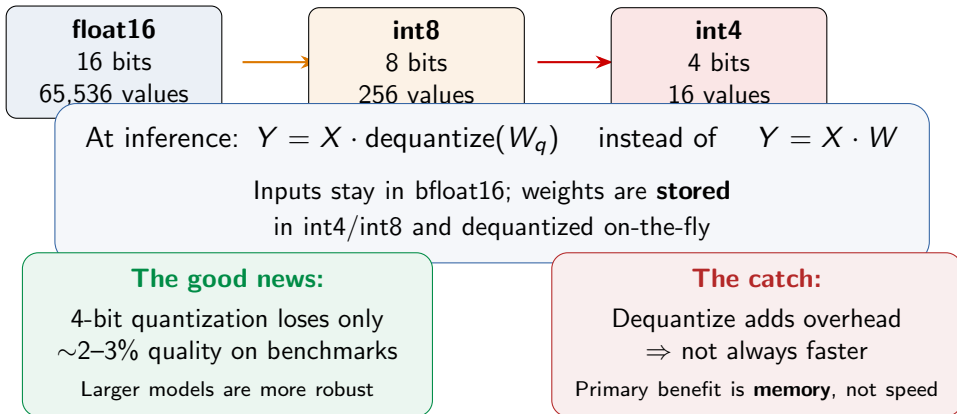 float16
16 bits
65,536 values
int8
8 bits
256 values
int4
4 bits
16 values
At inference: Y = X · dequantize(W_q) instead of Y = X · W
Inputs stay in bfloat16; weights are stored
in int4/int8 and dequantized on-the-fly
The good news:
4-bit quantization loses only
∼2–3% quality on benchmarks
Larger models are more robust
The catch:
Dequantize adds overhead
⇒ not always faster
Primary benefit is memory, not speed